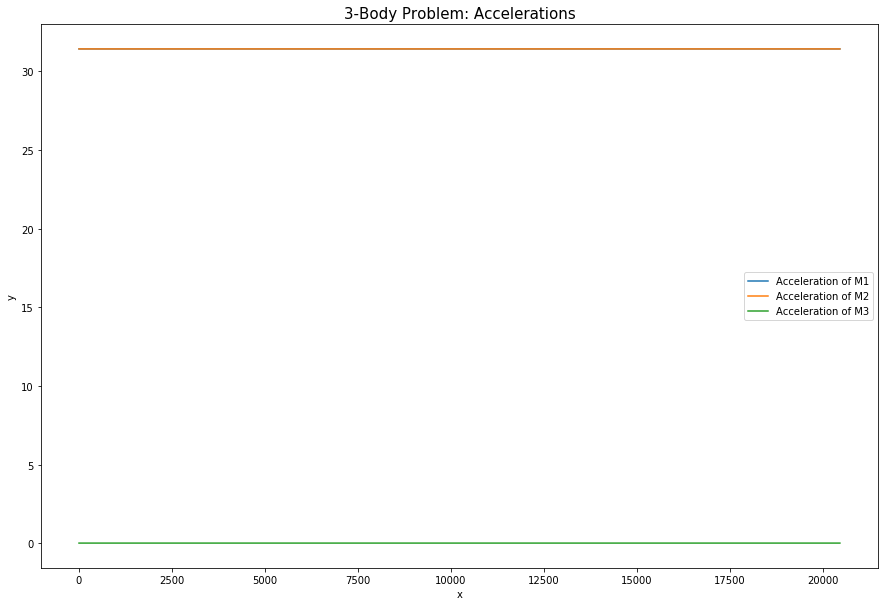 3-Body Problem: Accelerations
30
25
20
15
10
5
0
y
Acceleration of M1
Acceleration of M2
Acceleration of M3
0 2500 5000 7500 10000 12500 15000 17500 20000
x